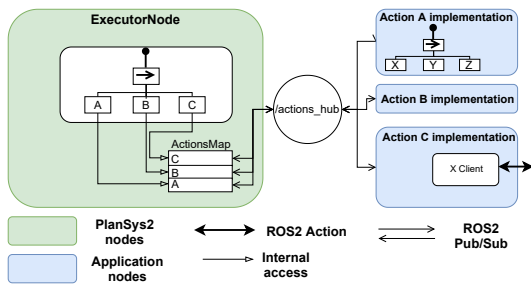 ExecutorNode
A
B
C
ActionsMap
C
B
A
/actions_hub
Action A implementation
X
Y
Z
Action B implementation
Action C implementation
X Client
PlanSys2
nodes
ROS2 Action
ROS2
Pub/Sub
Application
nodes
Internal
access